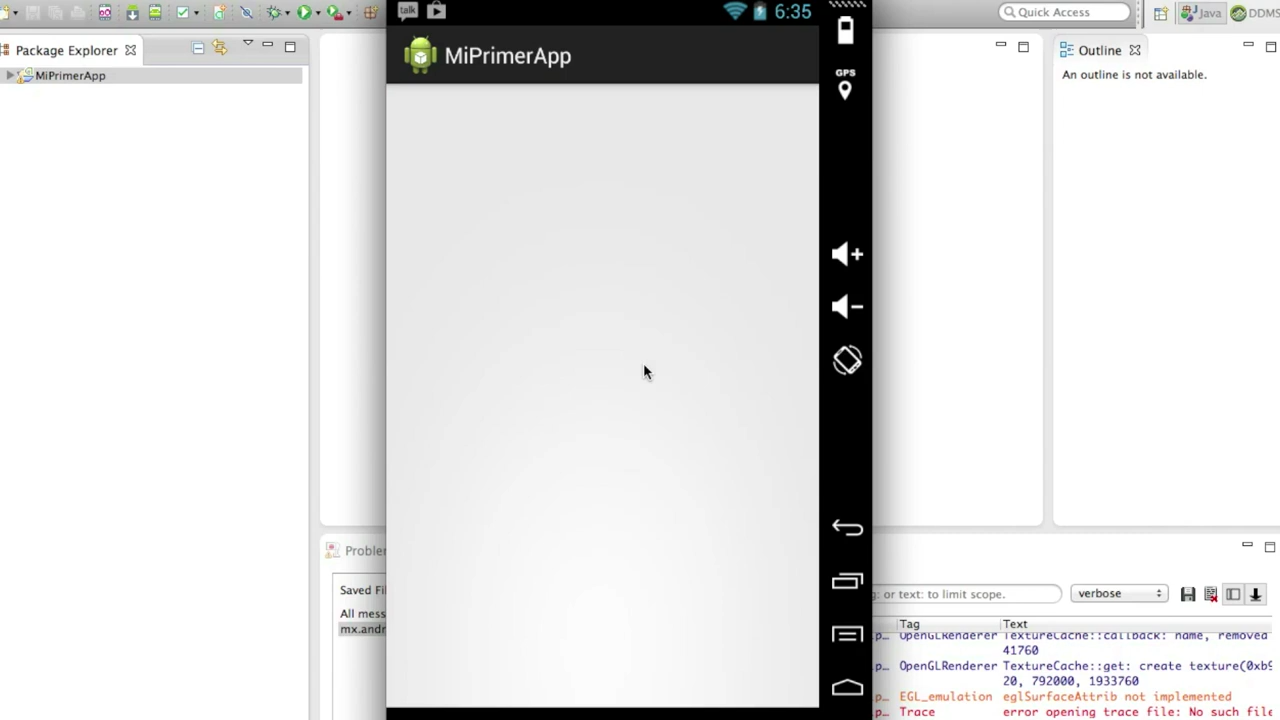 talk
6:35
Quick Access
Java
DDMS
Package Explorer
MiPrimerApp
MiPrimerApp
GPS
Outline
An outline is not available.
Saved
All mess
mx.andr
or text: to limit scope.
verbose
Tag
Text
OpenGLRenderer
TextureCache::callback: name, removed
41760
OpenGLRenderer
TextureCache::get: create texture(0xb9
20, 792000, 1933760
EGL_emulation
eglSurfaceAttrib not implemented
Trace
error opening trace file: No such file